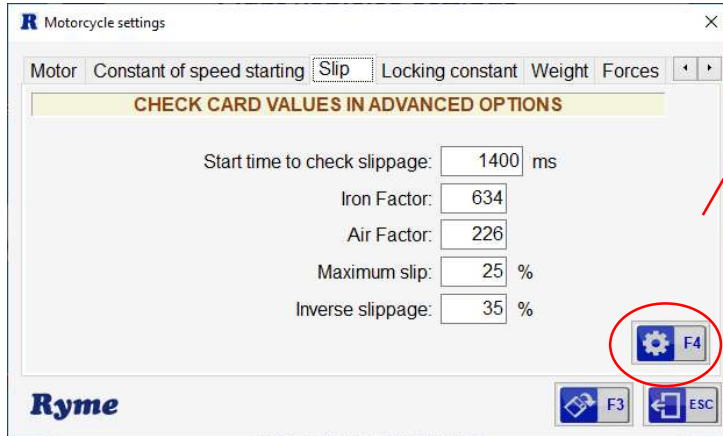 R Motorcycle settings
Motor Constant of speed starting Slip Locking constant Weight Forces
CHECK CARD VALUES IN ADVANCED OPTIONS
Start time to check slippage: 1400 ms
Iron Factor: 634
Air Factor: 226
Maximum slip: 25 %
Inverse slippage: 35 %
F4
Ryme F3 ESC